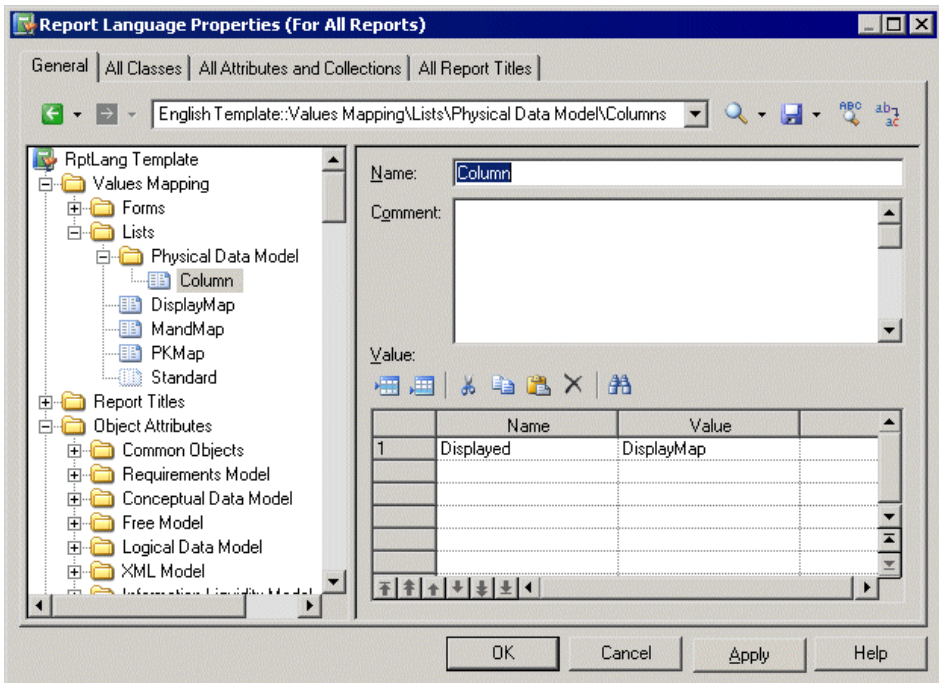 Report Language Properties (For All Reports)
General All Classes All Attributes and Collections All Report Titles
English Template::Values Mapping\Lists\Physical Data Model\Columns
RptLang Template
Values Mapping
Forms
Lists
Physical Data Model
Column
DisplayMap
MandMap
PKMap
Standard
Report Titles
Object Attributes
Common Objects
Requirements Model
Conceptual Data Model
Free Model
Logical Data Model
XML Model
Information Liquidity Model
Name: Column
Comment:
Value:
Name Value
1 Displayed DisplayMap
OK Cancel Apply Help